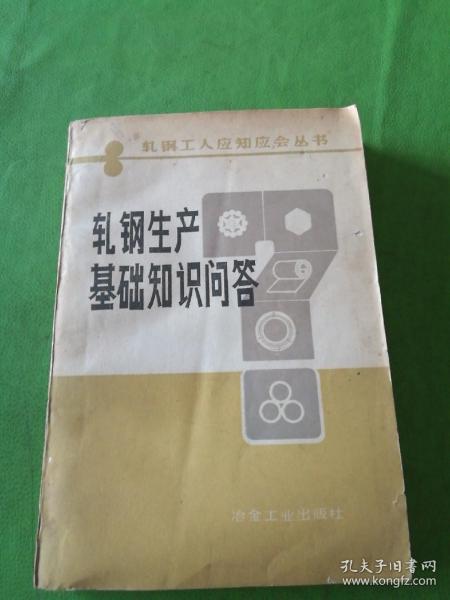 轧钢工人应知应会丛书
轧钢生产
基础知识问答
冶金工业出版社
孔夫子旧书网
www.kongfz.com